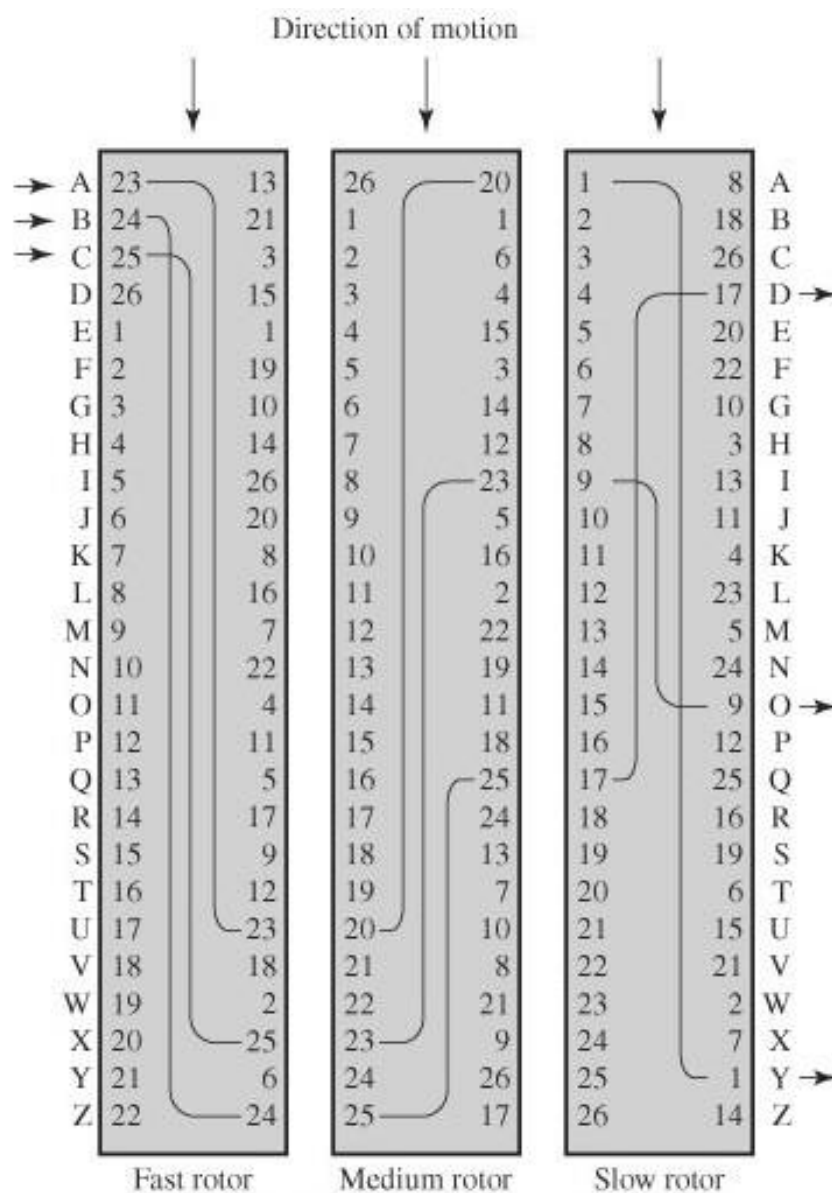 Direction of motion
A 23 13 26 20 1 8 A
B 24 21 1 1 2 18 B
C 25 3 2 6 3 26 C
D 26 15 3 4 4 17 D
E 1 1 4 15 5 20 E
F 2 19 5 3 6 22 F
G 3 10 6 14 7 10 G
H 4 14 7 12 8 3 H
I 5 26 8 23 9 13 I
J 6 20 9 5 10 11 J
K 7 8 10 16 11 4 K
L 8 16 11 2 12 23 L
M 9 7 12 22 13 5 M
N 10 22 13 19 14 24 N
O 11 4 14 11 15 9 O
P 12 11 15 18 16 12 P
Q 13 5 16 25 17 25 Q
R 14 17 17 24 18 16 R
S 15 9 18 13 19 19 S
T 16 12 19 7 20 6 T
U 17 23 20 10 21 15 U
V 18 18 21 8 22 21 V
W 19 2 22 21 23 2 W
X 20 25 23 9 24 7 X
Y 21 6 24 26 25 1 Y
Z 22 24 25 17 26 14 Z
Fast rotor Medium rotor Slow rotor